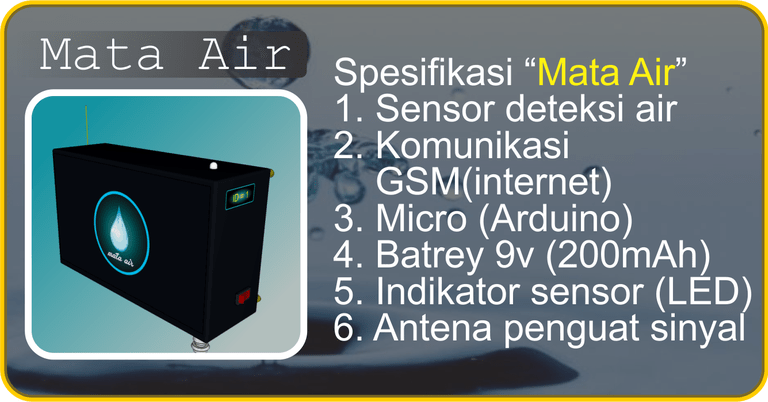 Mata Air
Spesifikasi “Mata Air”
1. Sensor deteksi air
2. Komunikasi
GSM(internet)
3. Micro (Arduino)
4. Batrey 9v (200mAh)
5. Indikator sensor (LED)
6. Antena penguat sinyal
mata air